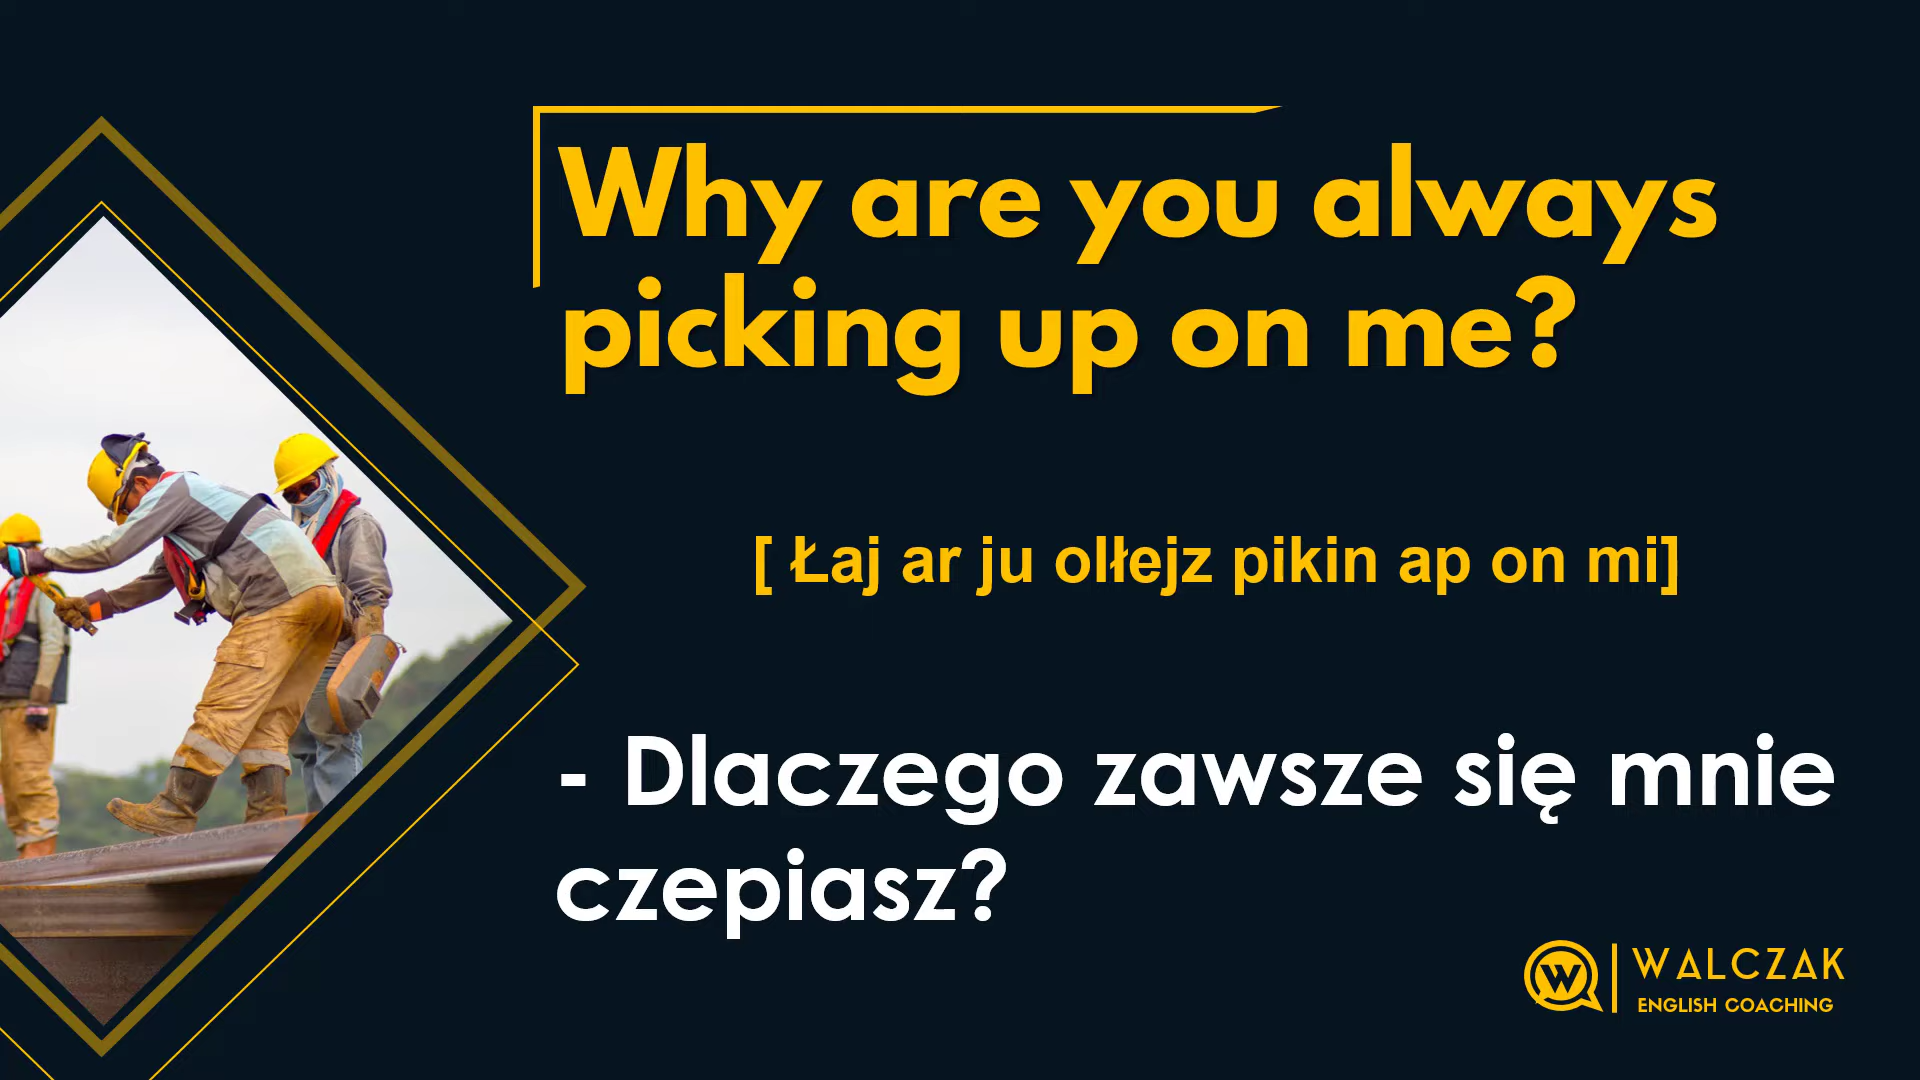 Why are you always
picking up on me?
[ Łaj ar ju olłejz pikin ap on mi]
- Dlaczego zawsze się mnie
czepiasz?
W
WALCZAK
ENGLISH COACHING